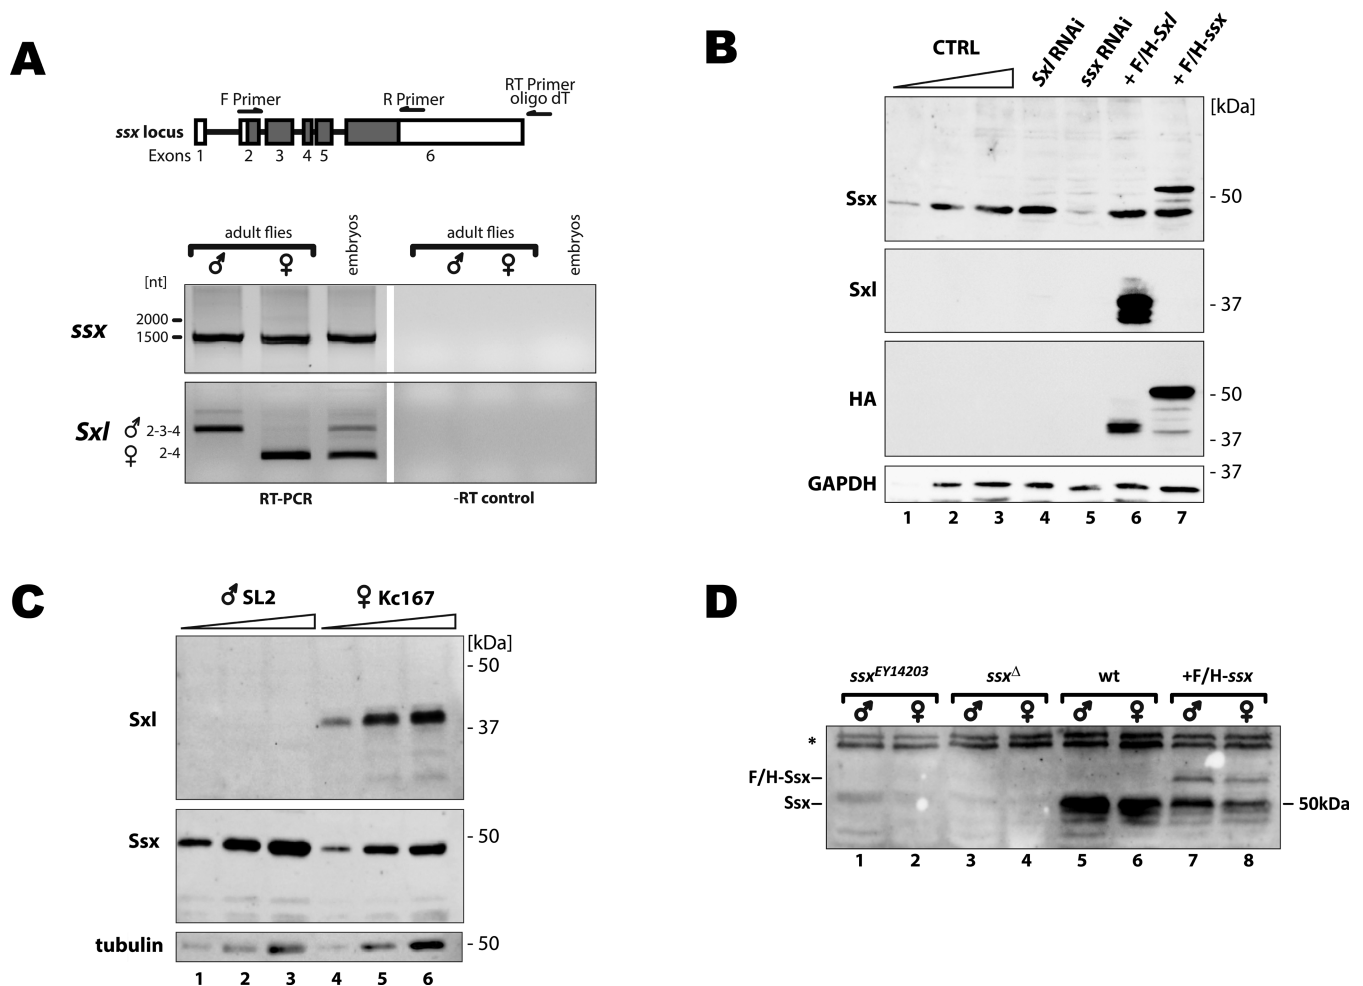 A
F Primer
R Primer
RT Primer
oligo dT
ssx locus
Exons 1 2 3 4 5 6
adult flies
♂ ♀
embryos
adult flies
♂ ♀
embryos
[nt]
2000
1500
ssx
Sxl
♂ 2-3-4
♀ 2-4
RT-PCR
-RT control
B
CTRL
Sxl RNAi
ssx RNAi
+ F/H-Sxl
+ F/H-ssx
[kDa]
Ssx
- 50
Sxl
- 37
HA
- 50
- 37
GAPDH
- 37
1 2 3 4 5 6 7
C
♂ SL2
♀ Kc167
[kDa]
- 50
Sxl
- 37
Ssx
- 50
tubulin
- 50
1 2 3 4 5 6
D
ssxEY14203
ssxΔ
wt
+F/H-ssx
♂ ♀ ♂ ♀ ♂ ♀ ♂ ♀
*
F/H-Ssx–
Ssx–
– 50kDa
1 2 3 4 5 6 7 8